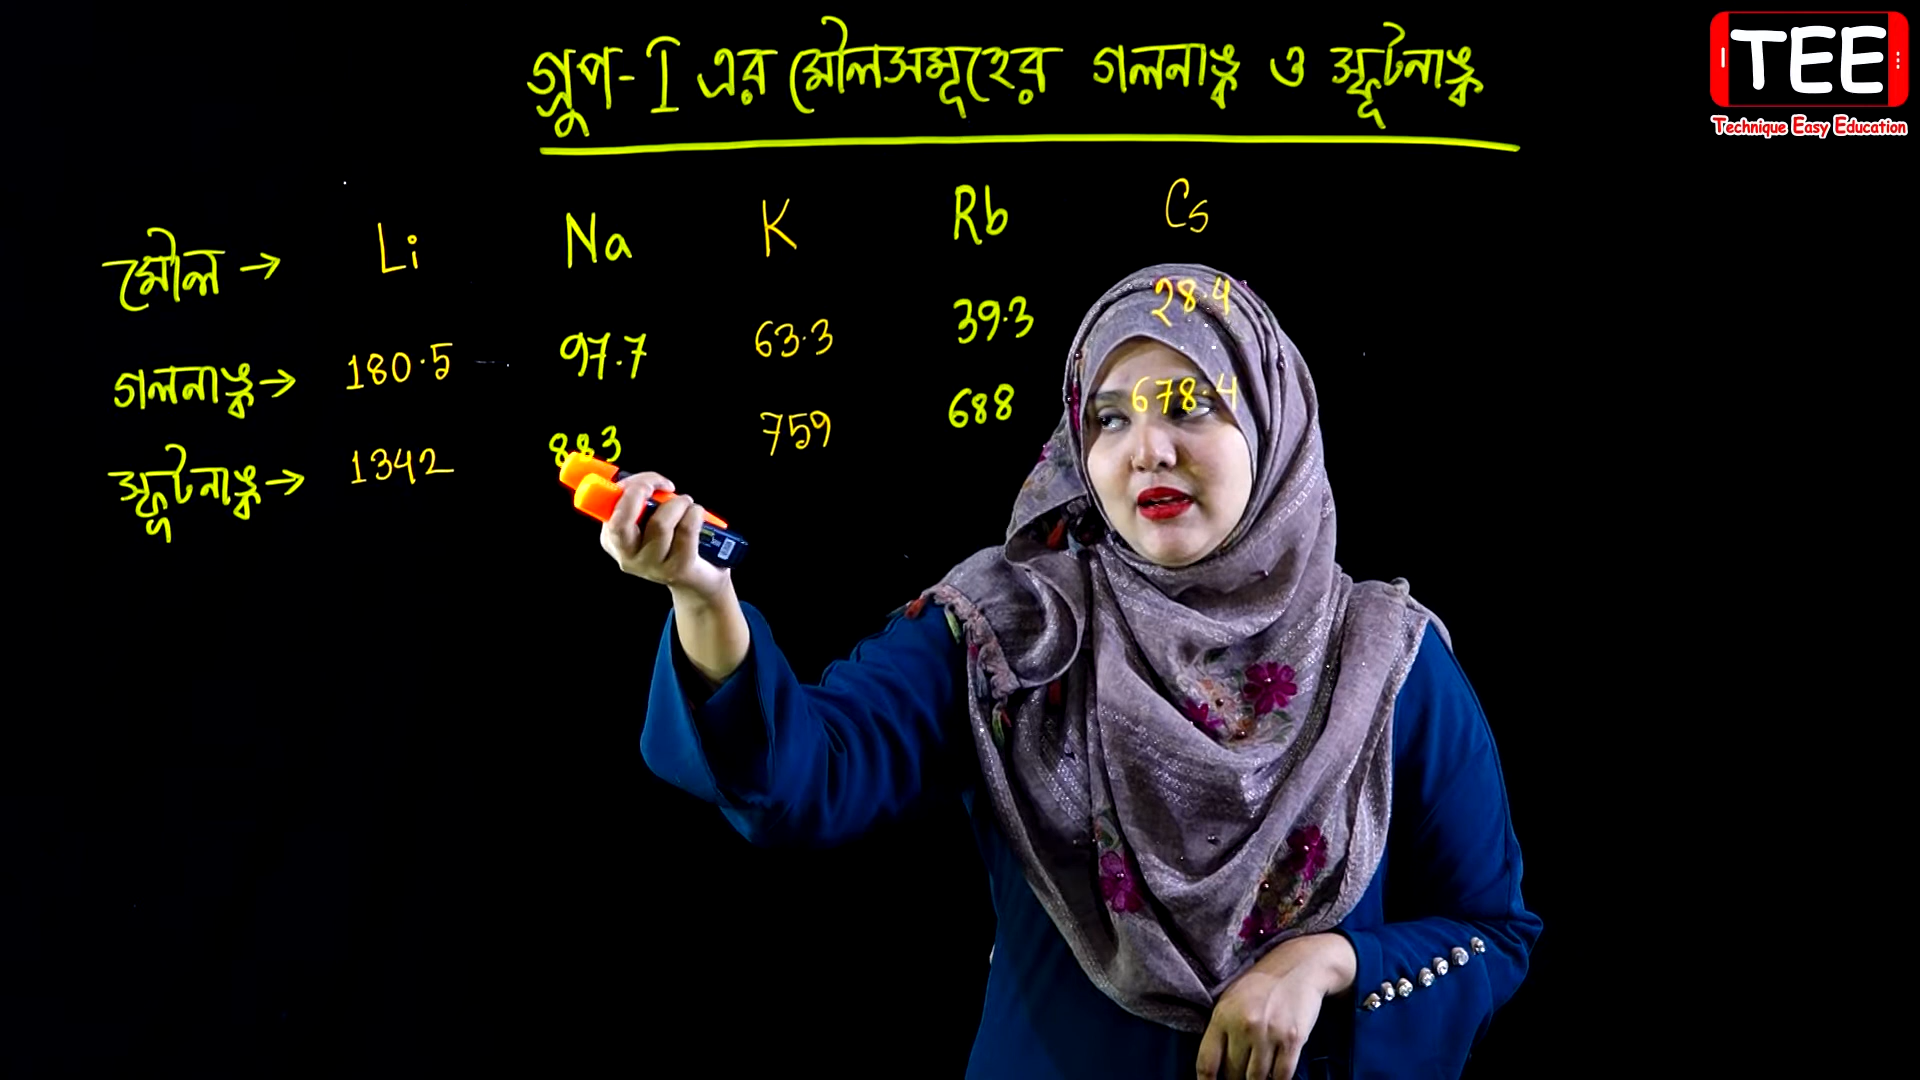 গ্রুপ-I এর মৌলসমূহের গলনাঙ্ক ও স্ফূটনাঙ্ক
TEE
Technique Easy Education
মৌল → Li Na K Rb Cs
গলনাঙ্ক → 180.5 97.7 63.3 39.3 28.4
স্ফূটনাঙ্ক → 1342 883 759 688 678.4